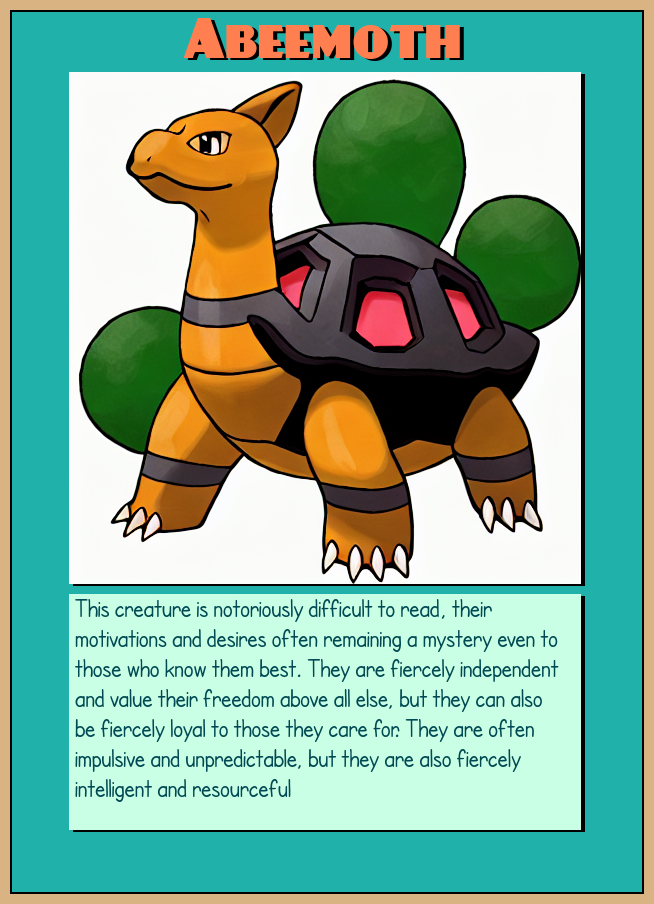 Abeemoth
This creature is notoriously difficult to read, their
motivations and desires often remaining a mystery even to
those who know them best. They are fiercely independent
and value their freedom above all else, but they can also
be fiercely loyal to those they care for. They are often
impulsive and unpredictable, but they are also fiercely
intelligent and resourceful